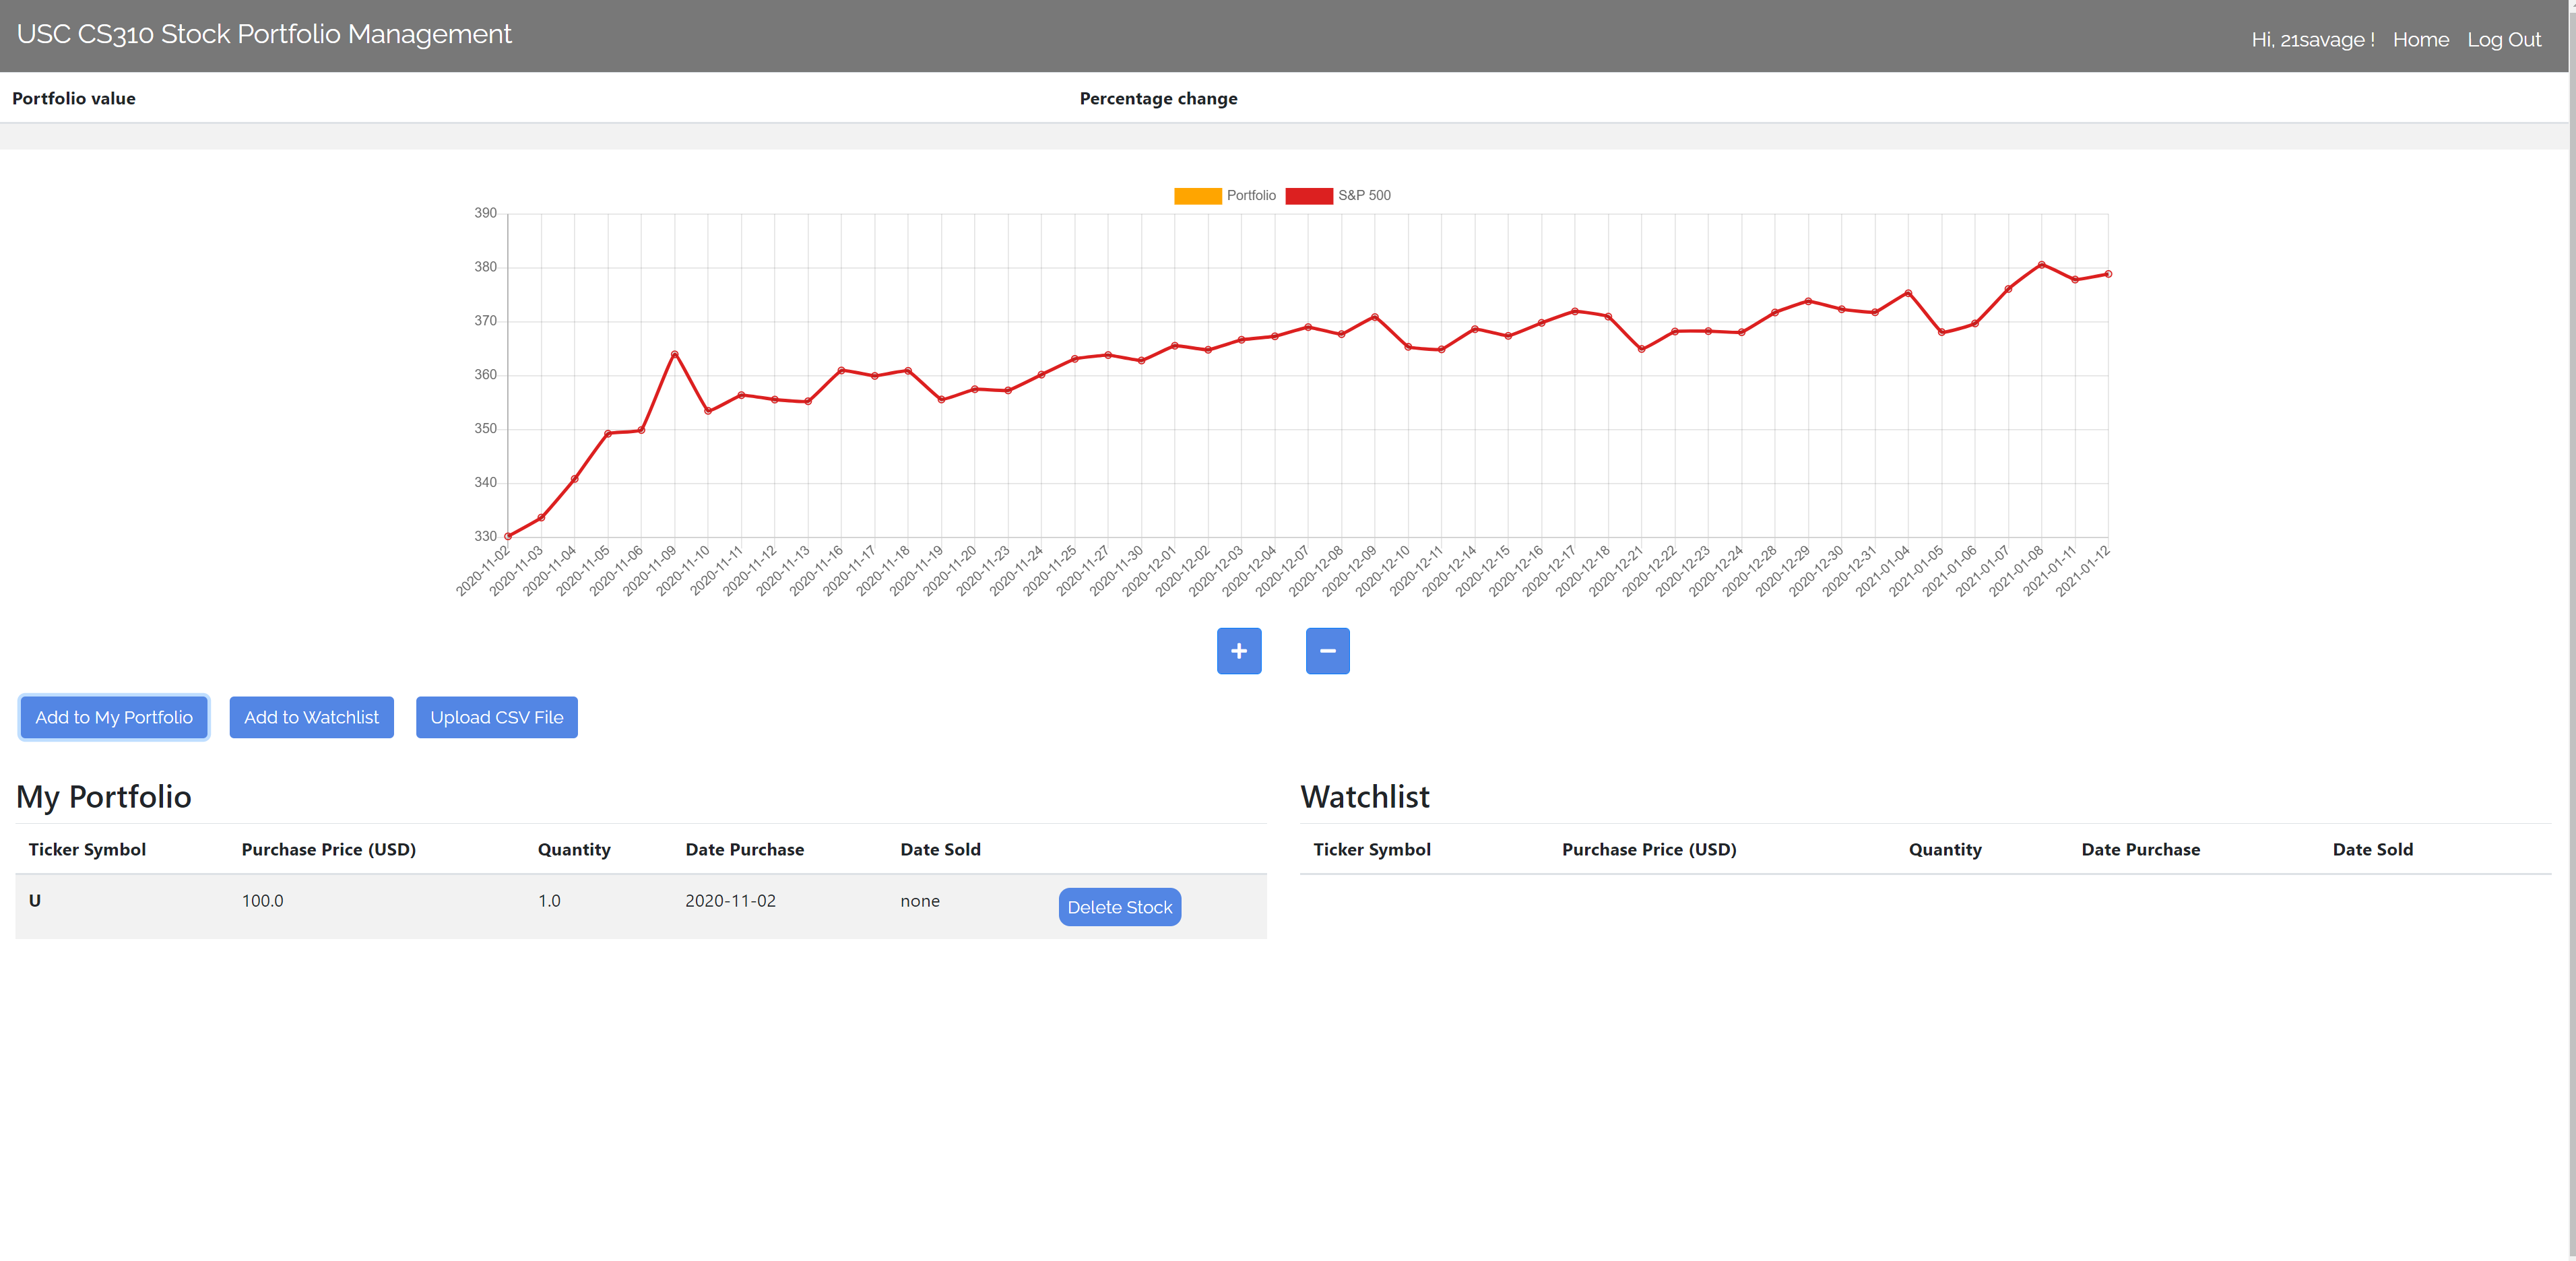 USC CS310 Stock Portfolio Management
Hi, 21savage ! Home Log Out
Portfolio value Percentage change
Portfolio S&P 500
390
380
370
360
350
340
330
2020-11-02 2020-11-03 2020-11-04 2020-11-05 2020-11-06 2020-11-09 2020-11-10 2020-11-11 2020-11-12 2020-11-13 2020-11-16 2020-11-17 2020-11-18 2020-11-19 2020-11-20 2020-11-23 2020-11-24 2020-11-25 2020-11-27 2020-11-30 2020-12-01 2020-12-02 2020-12-03 2020-12-04 2020-12-07 2020-12-08 2020-12-09 2020-12-10 2020-12-11 2020-12-14 2020-12-15 2020-12-16 2020-12-17 2020-12-18 2020-12-21 2020-12-22 2020-12-23 2020-12-24 2020-12-28 2020-12-29 2020-12-30 2020-12-31 2021-01-04 2021-01-05 2021-01-06 2021-01-07 2021-01-08 2021-01-11 2021-01-12
+ −
Add to My Portfolio Add to Watchlist Upload CSV File
My Portfolio
Ticker Symbol Purchase Price (USD) Quantity Date Purchase Date Sold
U 100.0 1.0 2020-11-02 none Delete Stock
Watchlist
Ticker Symbol Purchase Price (USD) Quantity Date Purchase Date Sold